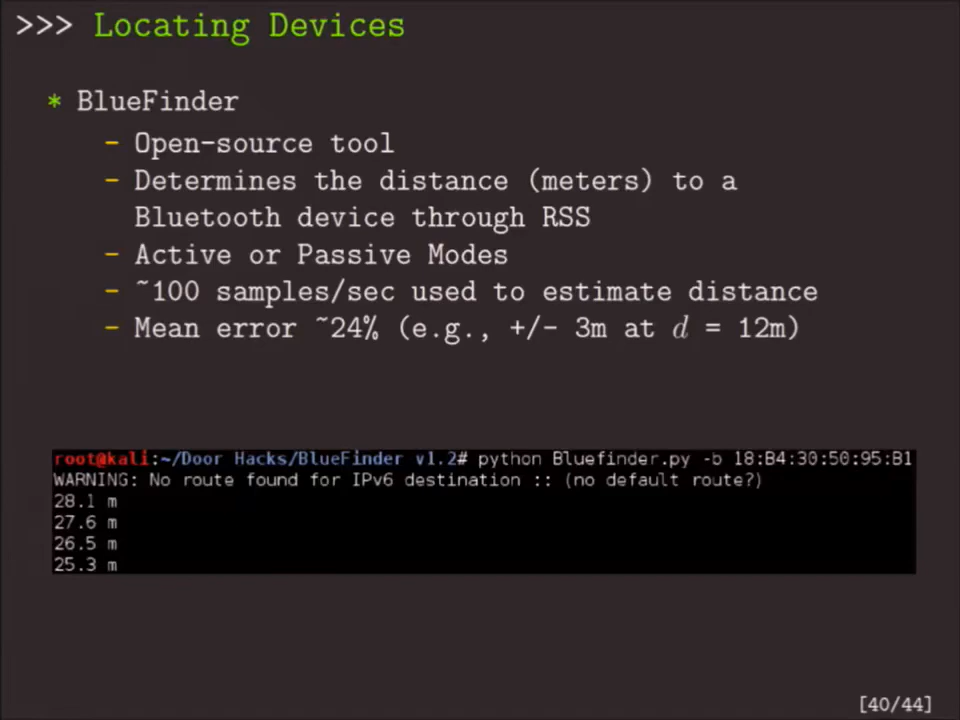 >>> Locating Devices
* BlueFinder
- Open-source tool
- Determines the distance (meters) to a
Bluetooth device through RSS
- Active or Passive Modes
- ~100 samples/sec used to estimate distance
- Mean error ~24% (e.g., +/- 3m at d = 12m)
root@kali:~/Door Hacks/BlueFinder v1.2# python Bluefinder.py -b 18:B4:30:50:95:B1
WARNING: No route found for IPv6 destination :: (no default route?)
28.1 m
27.6 m
26.5 m
25.3 m
[40/44]